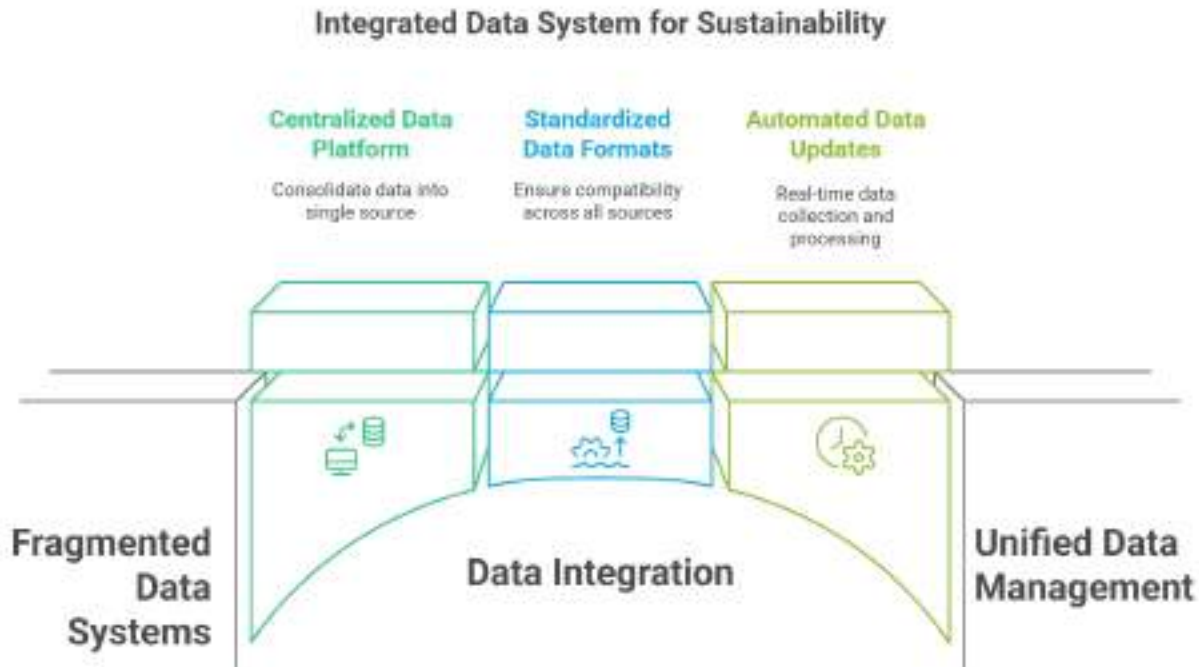 Integrated Data System for Sustainability
Centralized Data
Platform
Consolidate data into
single source
Standardized
Data Formats
Ensure compatibility
across all sources
Automated Data
Updates
Real-time data
collection and
processing
Fragmented
Data
Systems
Data Integration
Unified Data
Management